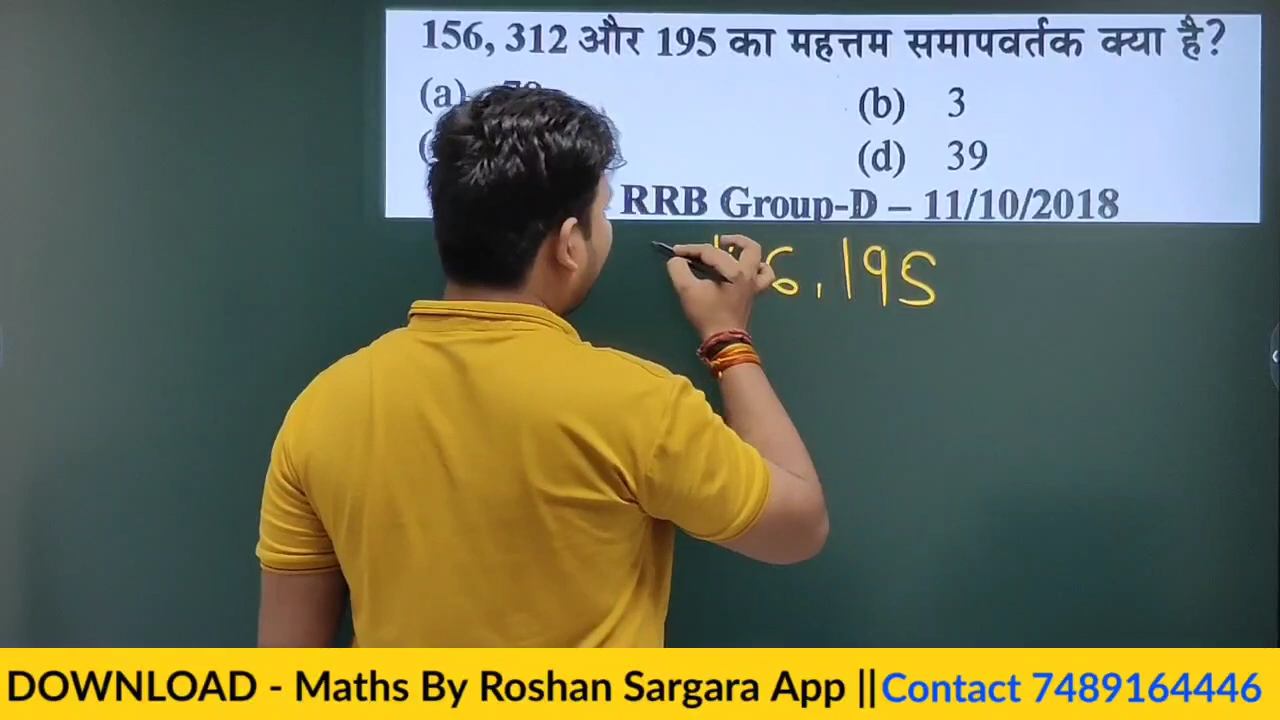 156, 312 और 195 का महत्तम समापवर्तक क्या है?
(a) (b) 3
(d) 39
RRB Group-D – 11/10/2018
6, 195
DOWNLOAD - Maths By Roshan Sargara App || Contact 7489164446